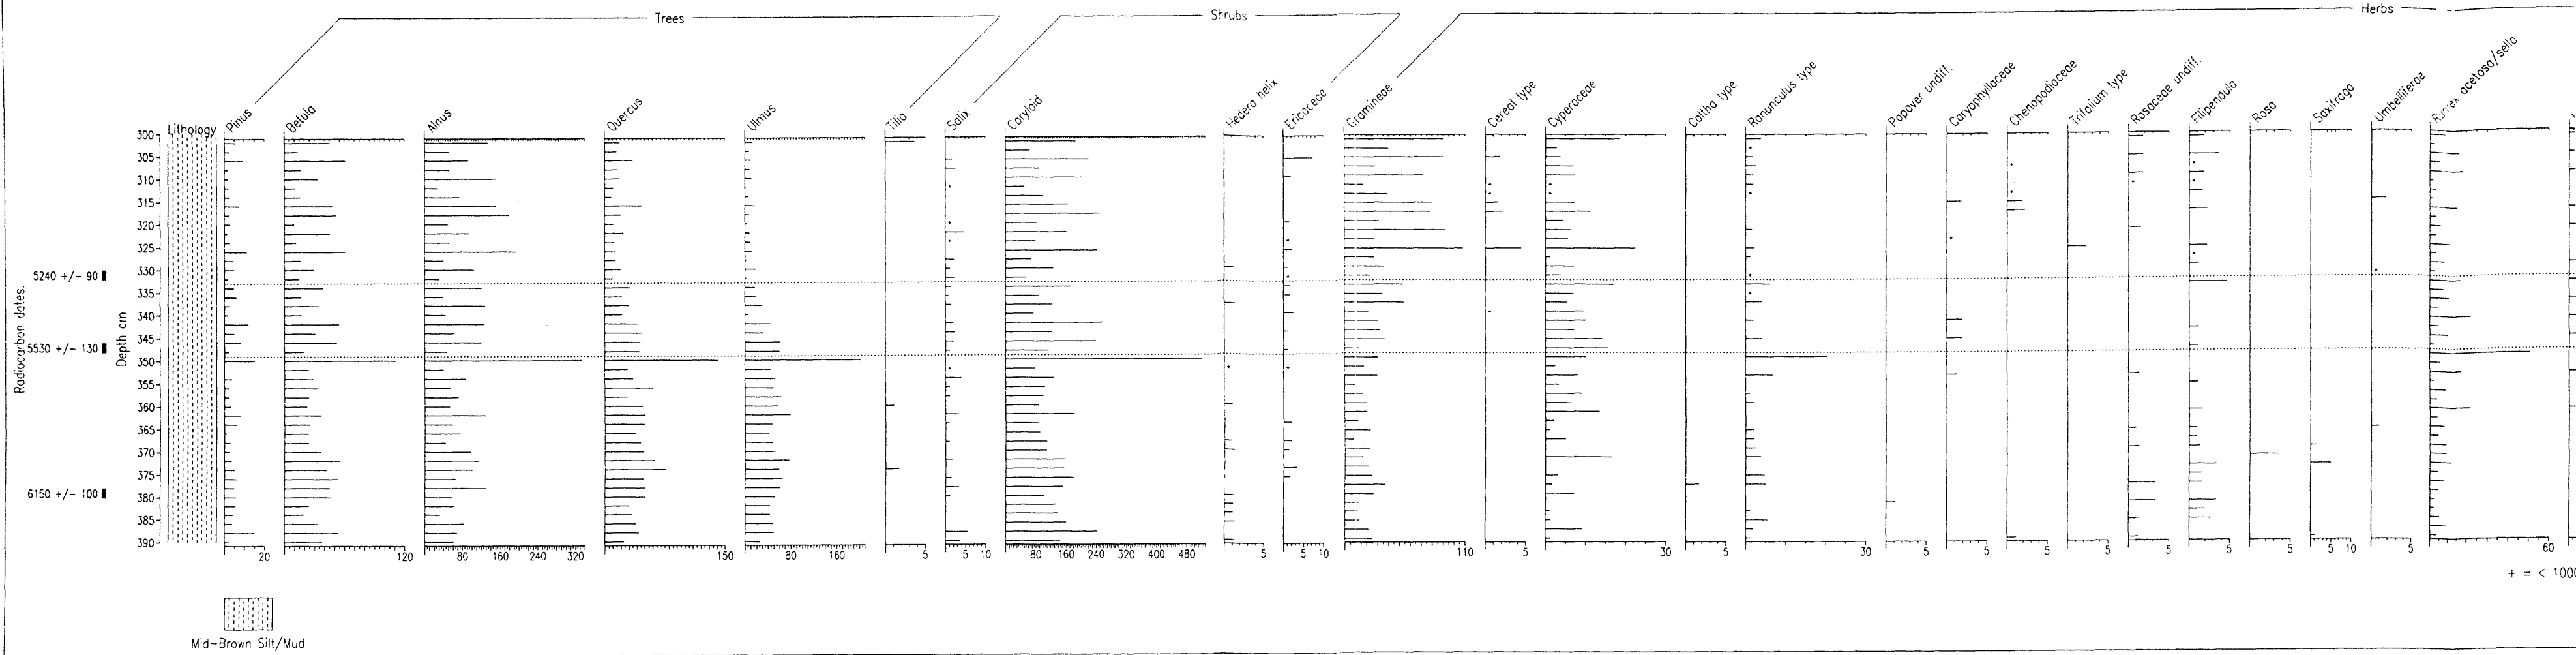 Trees
Shrubs
Herbs
Lithology
Pinus
Betula
Alnus
Quercus
Ulmus
Tilia
Salix
Coryloid
Hedera helix
Ericaceae
Gramineae
Cereal type
Cyperaceae
Caltha type
Ranunculus type
Papaver undiff.
Caryophyllaceae
Chenopodiaceae
Trifolium type
Rosaceae undiff.
Filipendula
Rosa
Saxifraga
Umbelliferae
Rumex acetosa/sella
Radiocarbon dates.
5240 +/- 90
5530 +/- 130
6150 +/- 100
Depth cm
300
305
310
315
320
325
330
335
340
345
350
355
360
365
370
375
380
385
390
20
120
80 160 240 320
150
80 160
5
5 10
80 160 240 320 400 480
5
5 10
110
5
30
30
5
5
5
5
5
5
5
5 10
5
60
+ = < 1000
Mid-Brown Silt/Mud